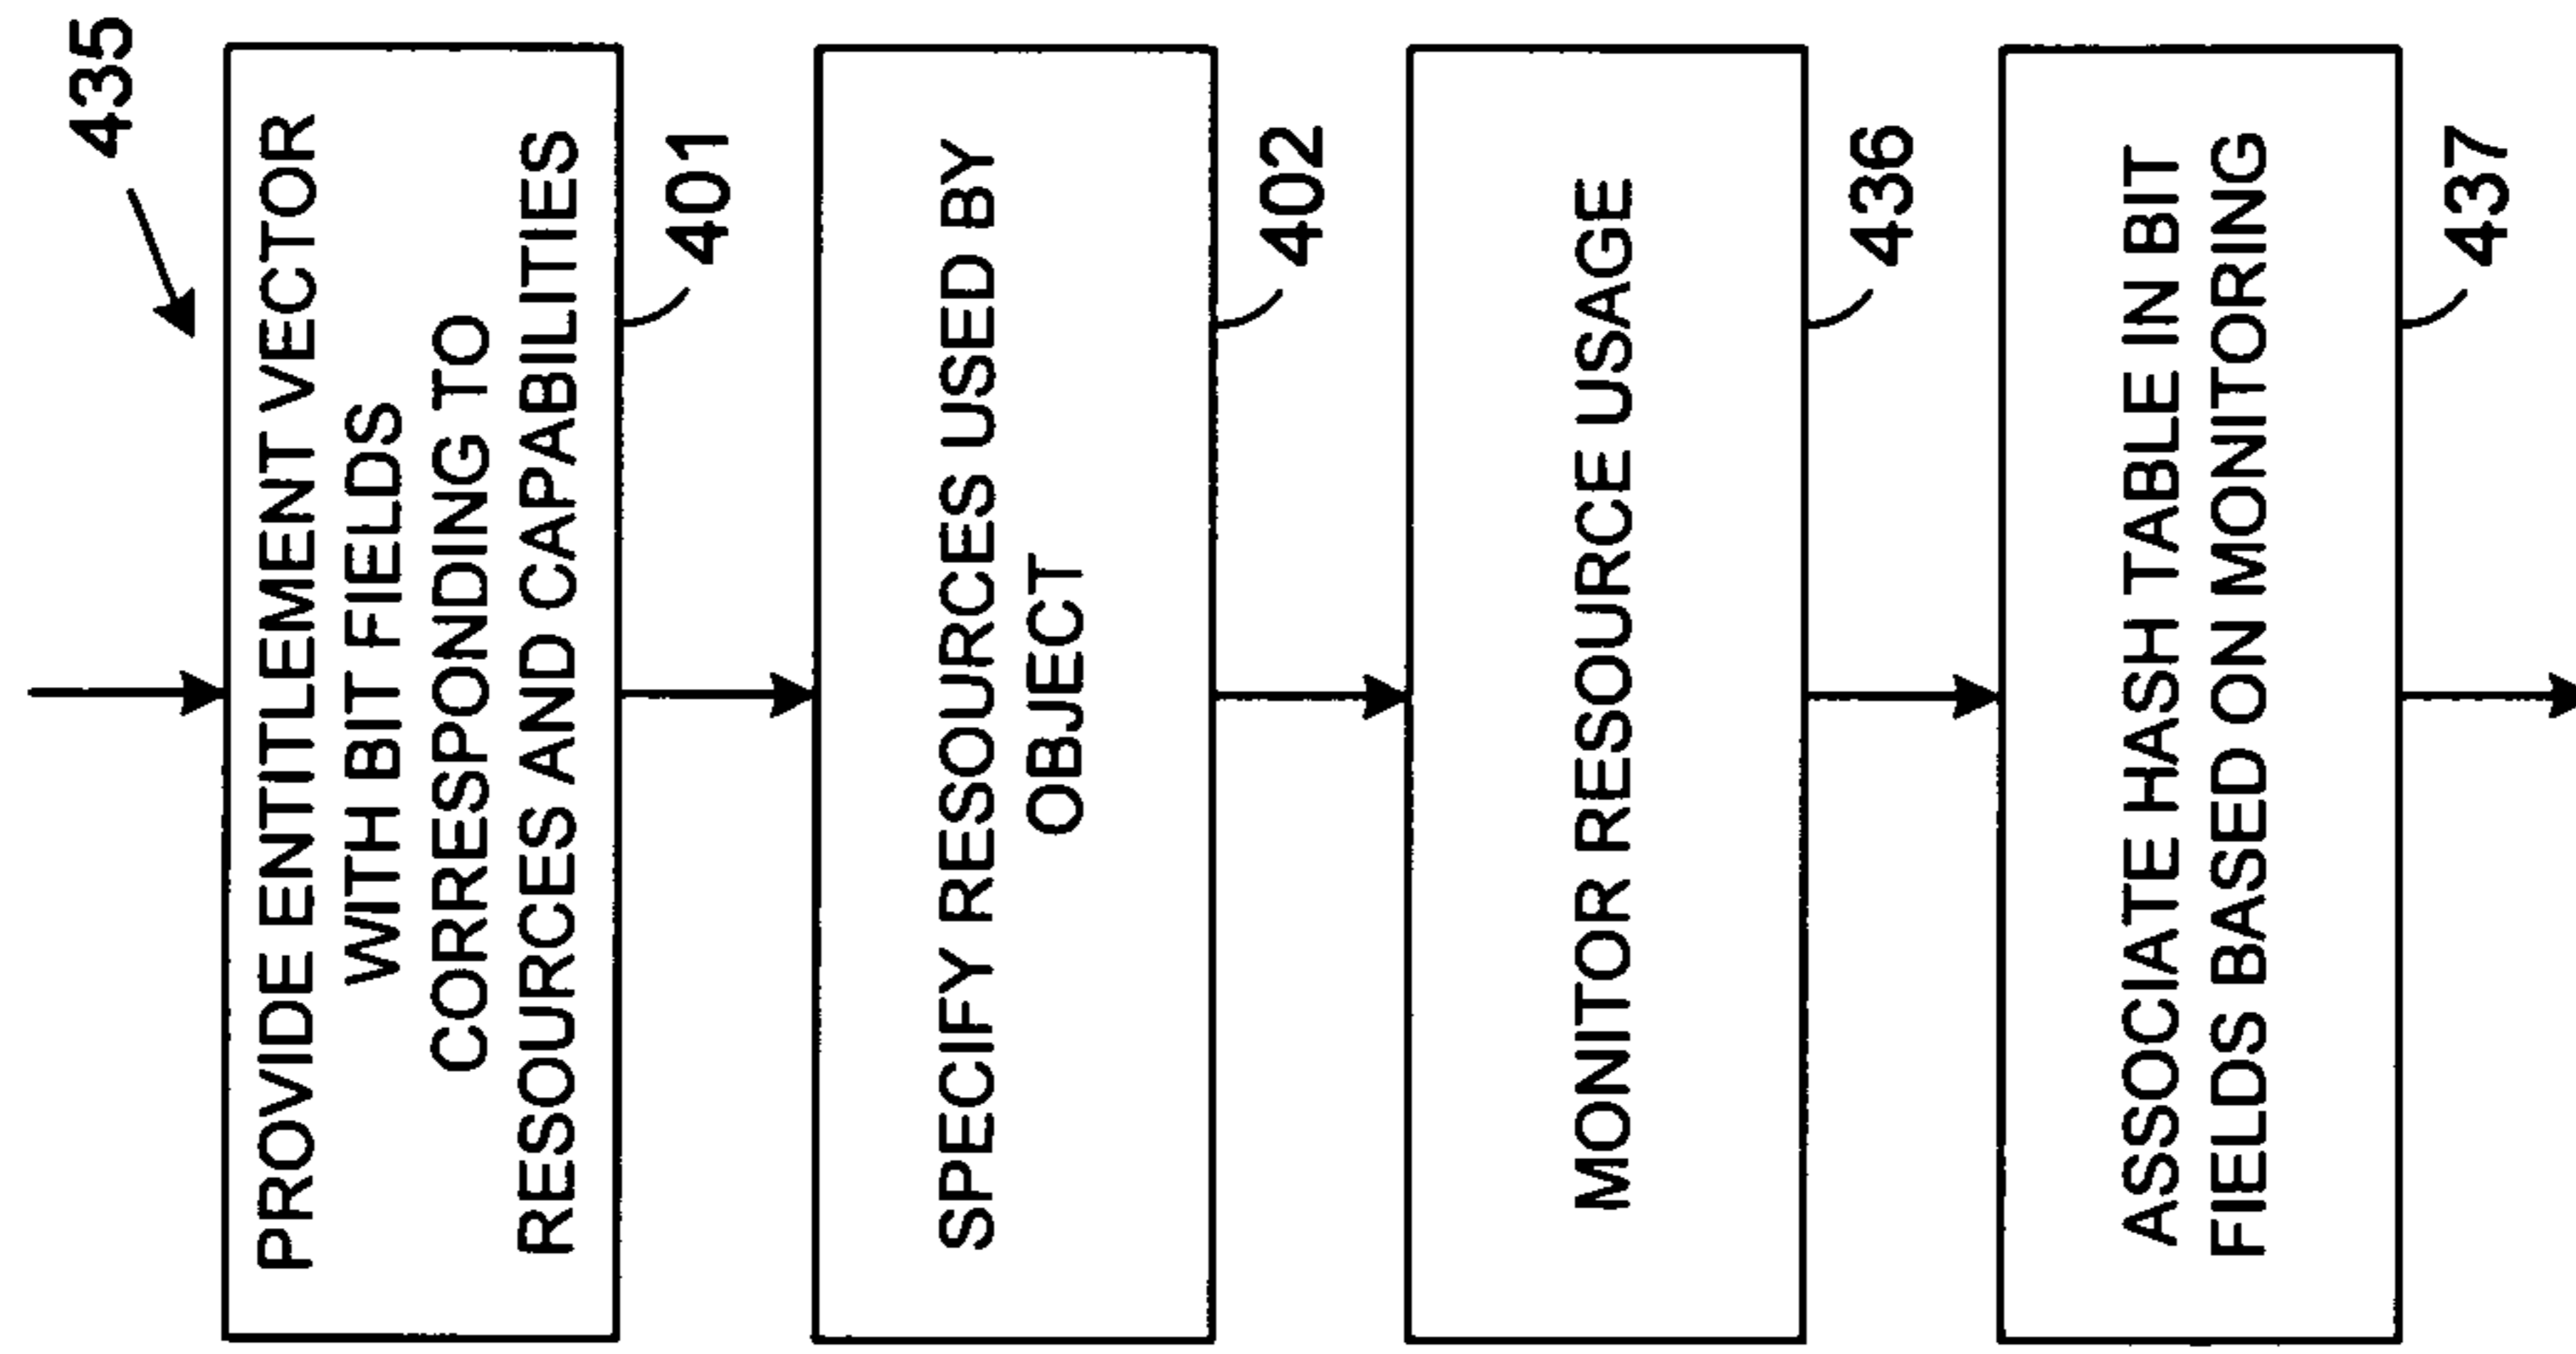 435
PROVIDE ENTITLEMENT VECTOR
WITH BIT FIELDS
CORRESPONDING TO
RESOURCES AND CAPABILITIES
401
SPECIFY RESOURCES USED BY
OBJECT
402
MONITOR RESOURCE USAGE
436
ASSOCIATE HASH TABLE IN BIT
FIELDS BASED ON MONITORING
437